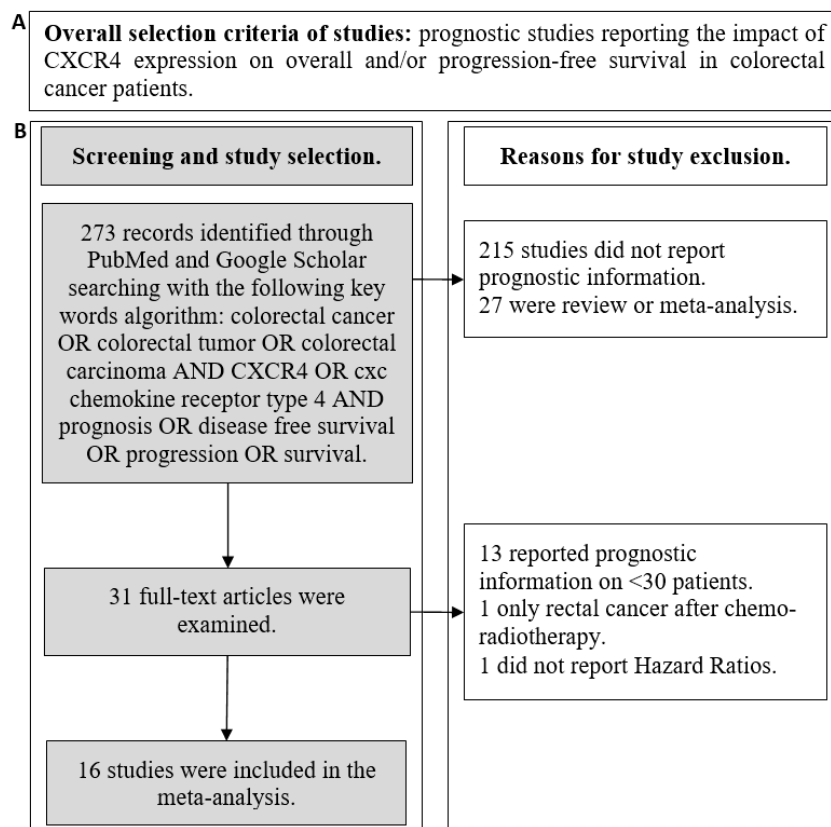 A
Overall selection criteria of studies: prognostic studies reporting the impact of
CXCR4 expression on overall and/or progression-free survival in colorectal
cancer patients.
B
Screening and study selection.
273 records identified through
PubMed and Google Scholar
searching with the following key
words algorithm: colorectal cancer
OR colorectal tumor OR colorectal
carcinoma AND CXCR4 OR cxc
chemokine receptor type 4 AND
prognosis OR disease free survival
OR progression OR survival.
31 full-text articles were
examined.
16 studies were included in the
meta-analysis.
Reasons for study exclusion.
215 studies did not report
prognostic information.
27 were review or meta-analysis.
13 reported prognostic
information on <30 patients.
1 only rectal cancer after chemo-
radiotherapy.
1 did not report Hazard Ratios.